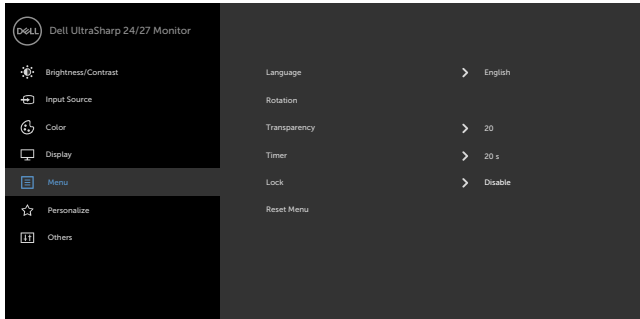 DELL Dell UltraSharp 24/27 Monitor
Brightness/Contrast
Input Source
Color
Display
Menu
Personalize
Others
Language English
Rotation
Transparency 20
Timer 20 s
Lock Disable
Reset Menu